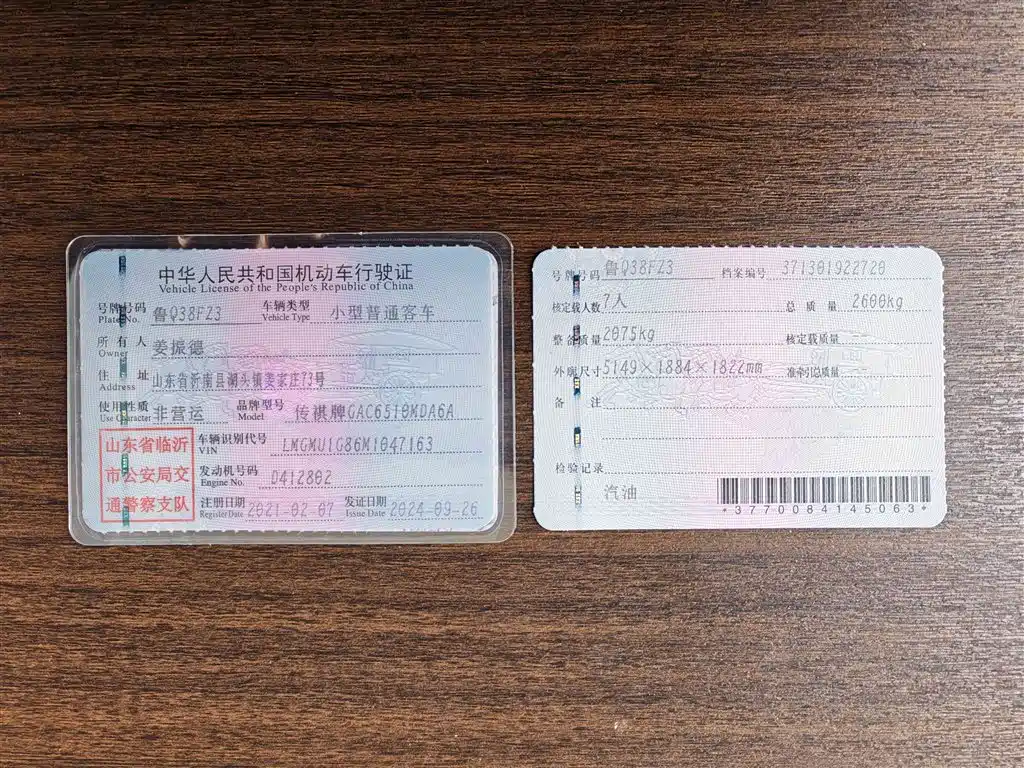 中华人民共和国机动车行驶证
Vehicle License of the People's Republic of China
号牌号码 鲁Q38FZ3 车辆类型 小型普通客车
Plate No. Vehicle Type
所有人 姜振德
Owner
住址 山东省沂南县湖头镇姜家庄73号
Address
使用性质 非营运 品牌型号 传祺牌GAC6510MDA6A
Use Character Model
山东省临沂
市公安局交
通警察支队
车辆识别代号 LMGMU1G86M1047163
VIN
发动机号码 D412802
Engine No.
注册日期 2021-02-07 发证日期 2024-09-26
Register Date Issue Date
号牌号码 鲁Q38FZ3 档案编号 371301922720
核定载人数 7人 总质量 2600kg
整备质量 2075kg 核定载质量
外廓尺寸 5149×1884×1822mm 准牵引总质量
备注
检验记录
汽油
*3770084145063*